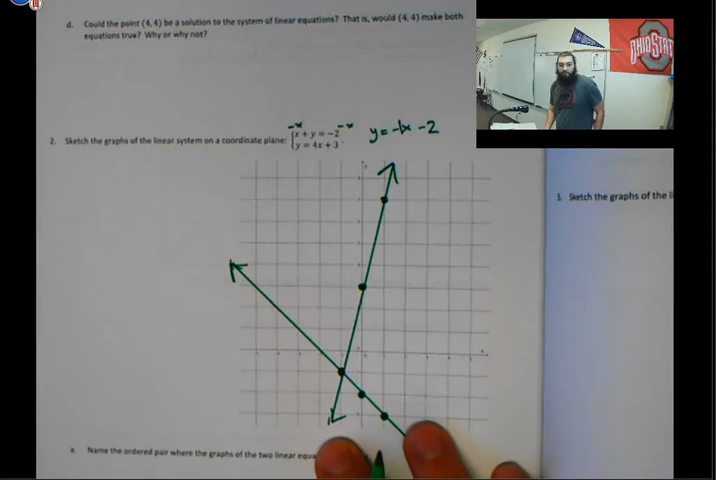 d. Could the point (4, 4) be a solution to the system of linear equations? That is, would (4, 4) make both
equations true? Why or why not?
-x -x
2. Sketch the graphs of the linear system on a coordinate plane: { x + y = -2 y = -1x - 2
y = 4x + 3 .
a. Name the ordered pair where the graphs of the two linear equa
3. Sketch the graphs of the li
OHIO STATE